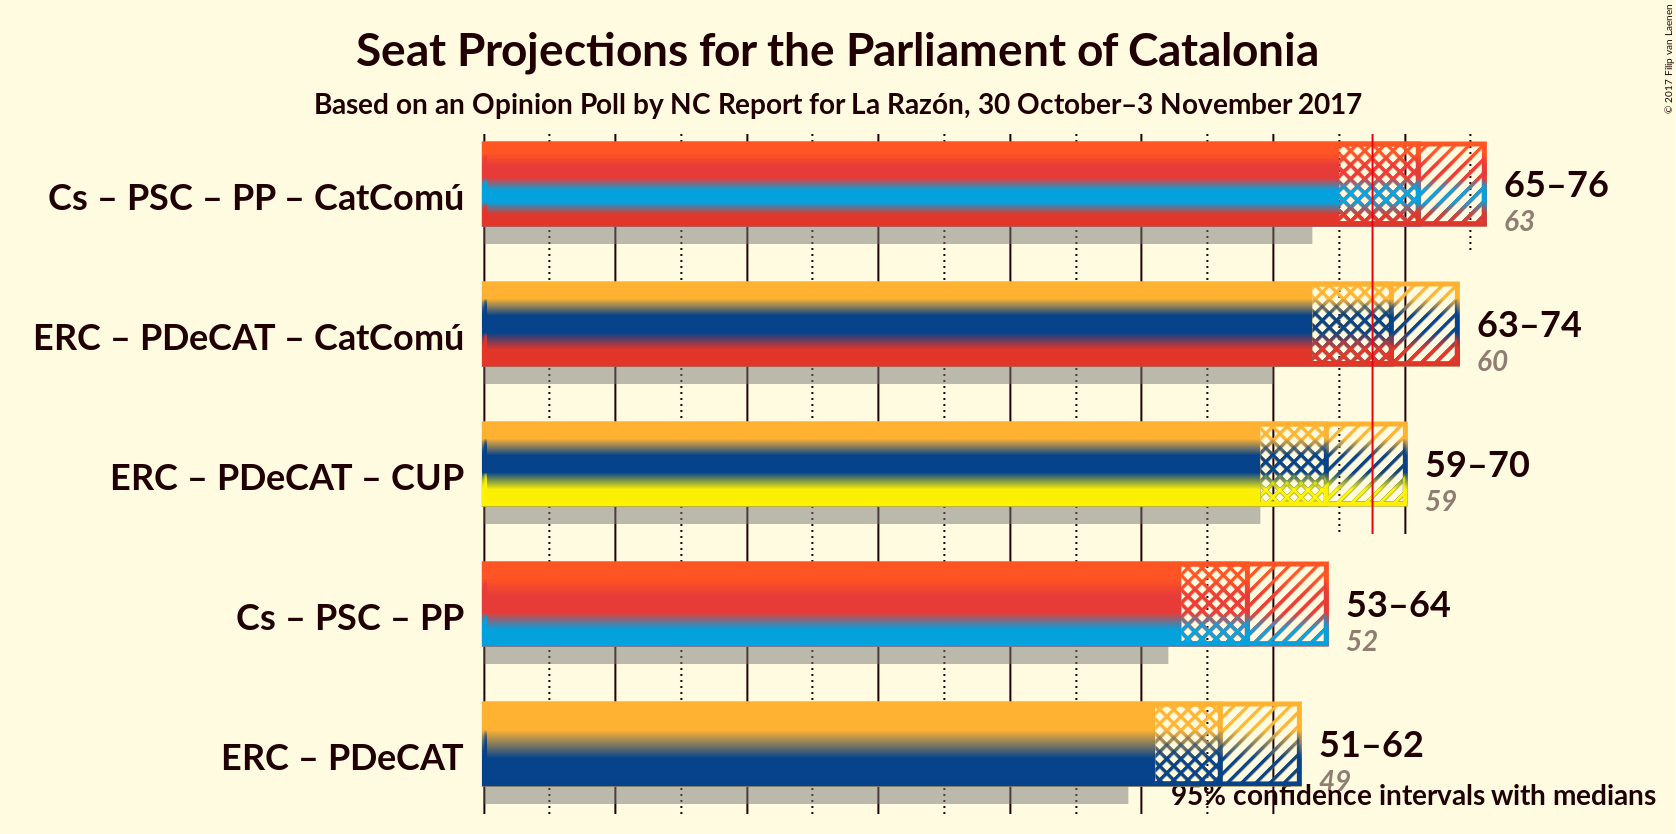 Seat Projections for the Parliament of Catalonia
Based on an Opinion Poll by NC Report for La Razón, 30 October–3 November 2017
© 2017 Filip van Laenen
Cs – PSC – PP – CatComú
65–76
63
ERC – PDeCAT – CatComú
63–74
60
ERC – PDeCAT – CUP
59–70
59
Cs – PSC – PP
53–64
52
ERC – PDeCAT
51–62
49
95% confidence intervals with medians